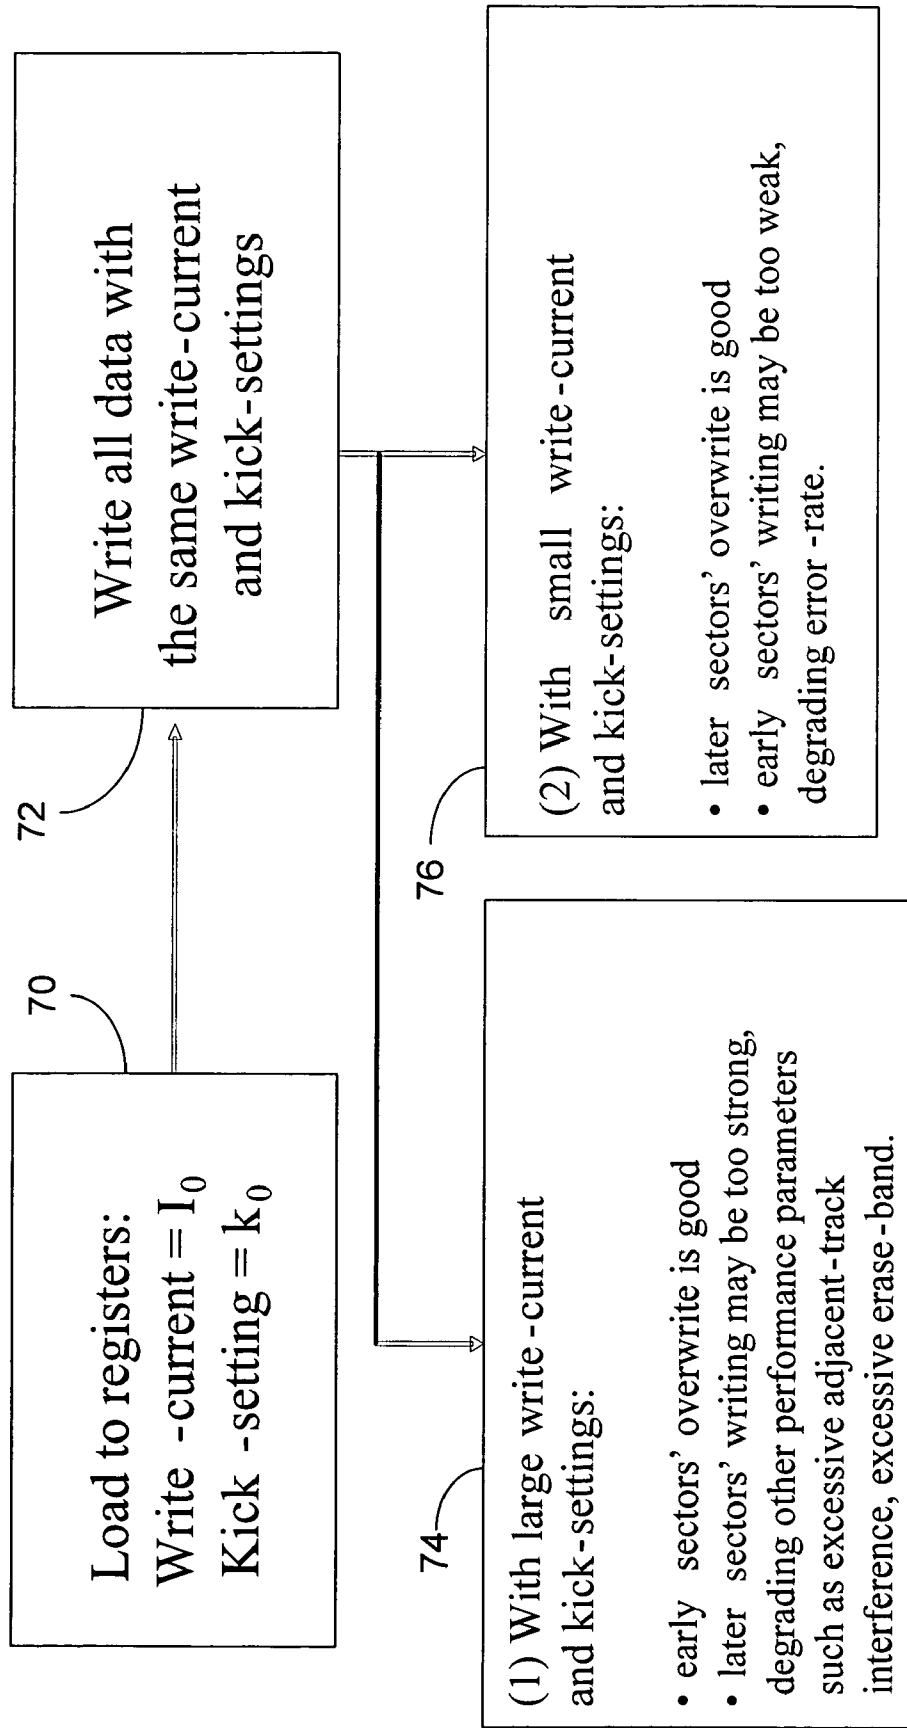 70
Load to registers:
Write -current = I₀
Kick -setting = k₀
72
Write all data with
the same write-current
and kick-settings
74
(1) With large write-current
and kick-settings:
• early sectors' overwrite is good
• later sectors' writing may be too strong,
degrading other performance parameters
such as excessive adjacent-track
interference, excessive erase-band.
76
(2) With small write-current
and kick-settings:
• later sectors' overwrite is good
• early sectors' writing may be too weak,
degrading error -rate.